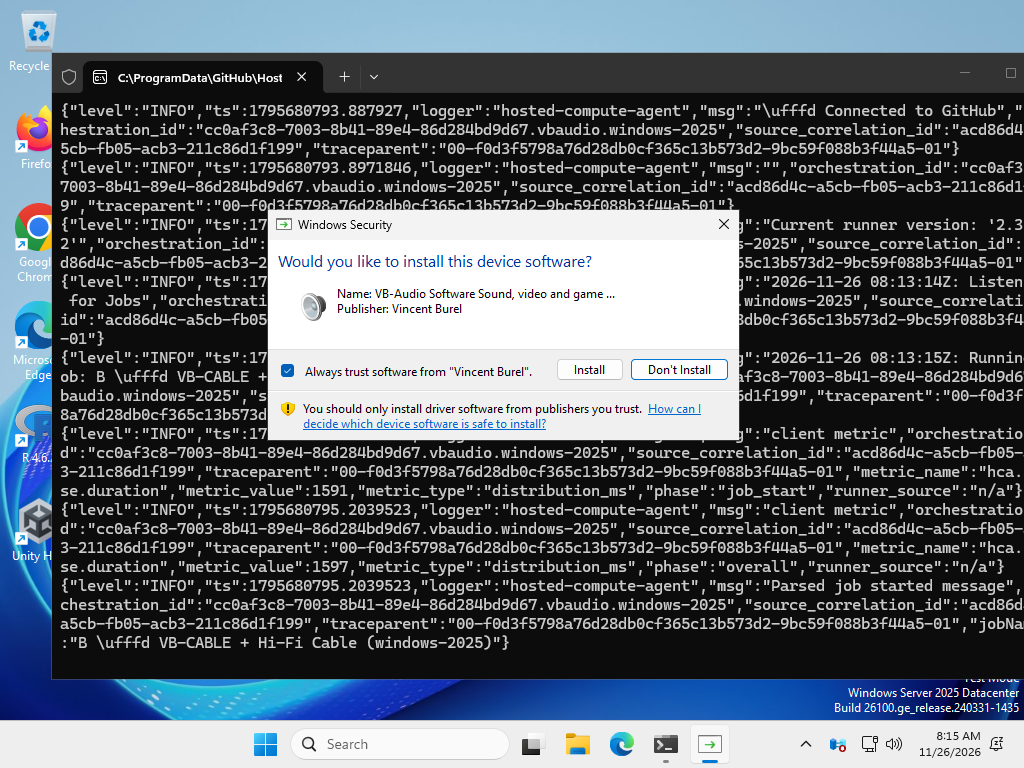 Recycle
Firefo
Googl
Chrom
Micros
Edge
R 4.6.
Unity H
C:\ProgramData\GitHub\Host
{"level":"INFO","ts":1795680793.887927,"logger":"hosted-compute-agent","msg":"\ufffd Connected to GitHub","
hestration_id":"cc0af3c8-7003-8b41-89e4-86d284bd9d67.vbaudio.windows-2025","source_correlation_id":"acd86d4
5cb-fb05-acb3-211c86d1f199","traceparent":"00-f0d3f5798a76d28db0cf365c13b573d2-9bc59f088b3f44a5-01"}
{"level":"INFO","ts":1795680793.8971846,"logger":"hosted-compute-agent","msg":"","orchestration_id":"cc0af3
7003-8b41-89e4-86d284bd9d67.vbaudio.windows-2025","source_correlation_id":"acd86d4c-a5cb-fb05-acb3-211c86d1
9","traceparent":"00-f0d3f5798a76d28db0cf365c13b573d2-9bc59f088b3f44a5-01"}
{"level":"INFO","ts":17 g":"Current runner version: '2.3
2'","orchestration_id": s-2025","source_correlation_id":
d86d4c-a5cb-fb05-acb3-2 13b573d2-9bc59f088b3f44a5-01"
{"level":"INFO","ts":17 g":"2026-11-26 08:13:14Z: Listen
for Jobs","orchestrati windows-2025","source_correlatio
id":"acd86d4c-a5cb-fb05 db0cf365c13b573d2-9bc59f088b3f44a5
-01"}
{"level":"INFO","ts":17 g":"2026-11-26 08:13:15Z: Running
ob: B \ufffd VB-CABLE + af3c8-7003-8b41-89e4-86d284bd9d67.
baudio.windows-2025","s d1f199","traceparent":"00-f0d3f579
8a76d28db0cf365c13b573d
{"level":"INFO","ts":17 g":"client metric","orchestratio
d":"cc0af3c8-7003-8b41-89e4-86d284bd9d67.vbaudio.windows-2025","source_correlation_id":"acd86d4c-a5cb-fb05-
3-211c86d1f199","traceparent":"00-f0d3f5798a76d28db0cf365c13b573d2-9bc59f088b3f44a5-01","metric_name":"hca.
se.duration","metric_value":1591,"metric_type":"distribution_ms","phase":"job_start","runner_source":"n/a"}
{"level":"INFO","ts":1795680795.2039523,"logger":"hosted-compute-agent","msg":"client metric","orchestratio
d":"cc0af3c8-7003-8b41-89e4-86d284bd9d67.vbaudio.windows-2025","source_correlation_id":"acd86d4c-a5cb-fb05-
3-211c86d1f199","traceparent":"00-f0d3f5798a76d28db0cf365c13b573d2-9bc59f088b3f44a5-01","metric_name":"hca.
se.duration","metric_value":1597,"metric_type":"distribution_ms","phase":"overall","runner_source":"n/a"}
{"level":"INFO","ts":1795680795.2039523,"logger":"hosted-compute-agent","msg":"Parsed job started message",
chestration_id":"cc0af3c8-7003-8b41-89e4-86d284bd9d67.vbaudio.windows-2025","source_correlation_id":"acd86d
a5cb-fb05-acb3-211c86d1f199","traceparent":"00-f0d3f5798a76d28db0cf365c13b573d2-9bc59f088b3f44a5-01","jobNa
:"B \ufffd VB-CABLE + Hi-Fi Cable (windows-2025)"}
Windows Security
Would you like to install this device software?
Name: VB-Audio Software Sound, video and game ...
Publisher: Vincent Burel
Always trust software from "Vincent Burel".
Install
Don't Install
You should only install driver software from publishers you trust. How can I
decide which device software is safe to install?
Test Mode
Windows Server 2025 Datacenter
Build 26100.ge_release.240331-1435
Search
8:15 AM
11/26/2026